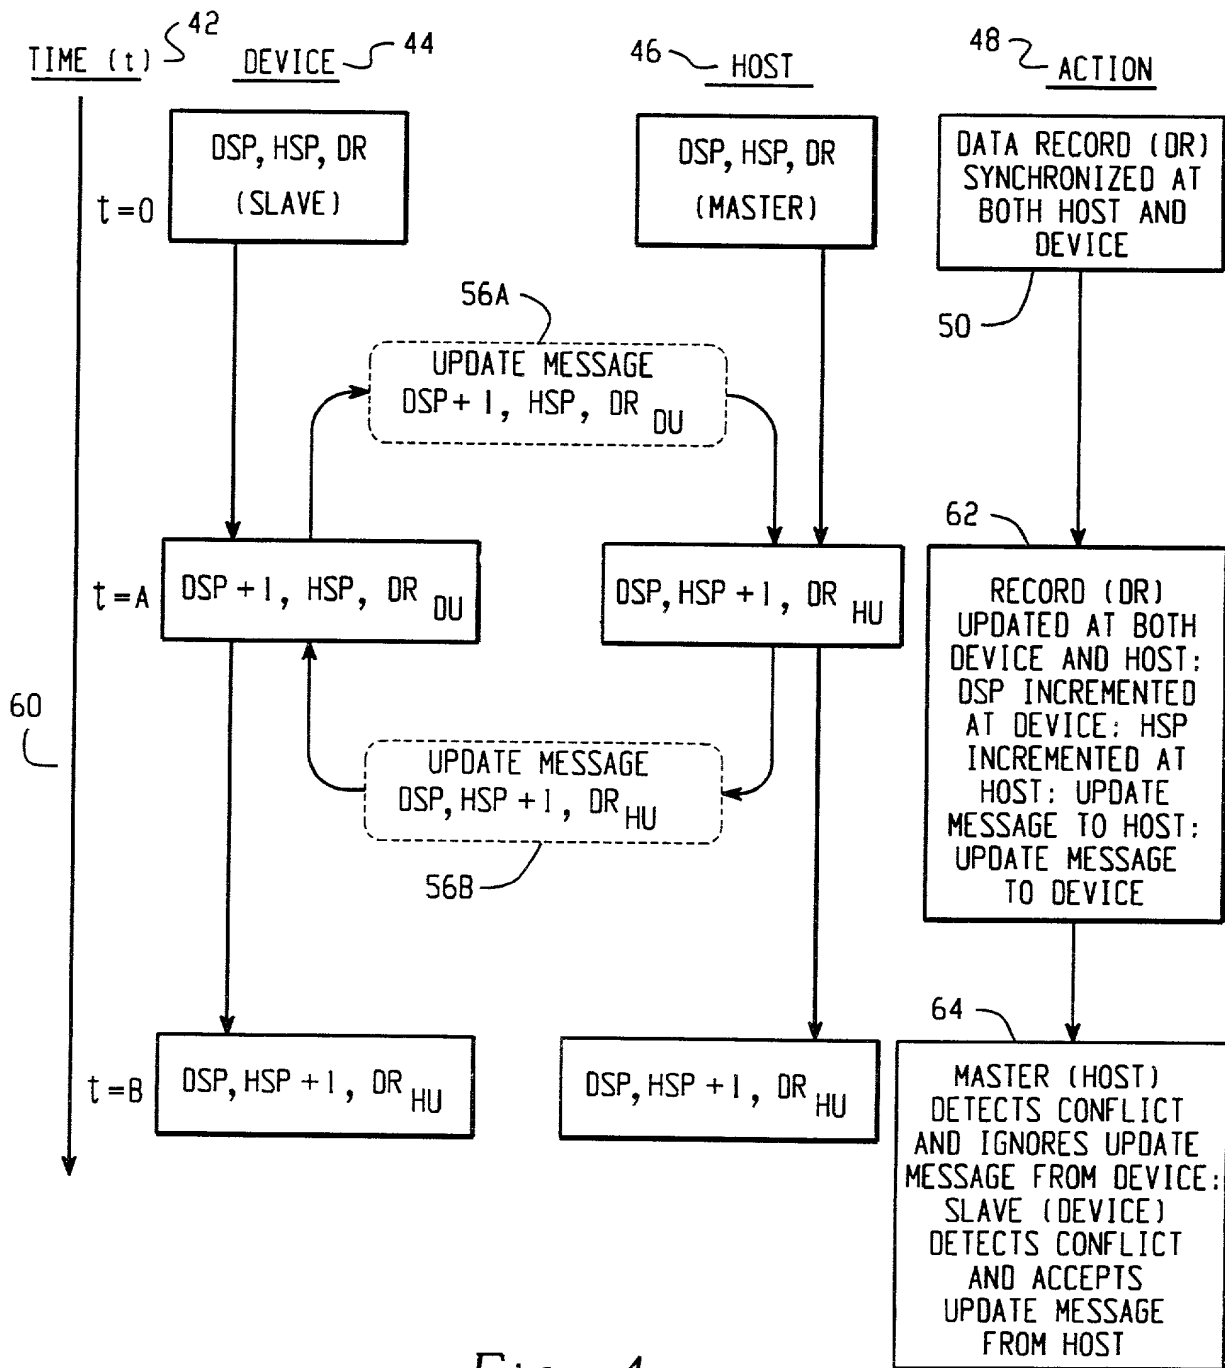 TIME (t) 42
DEVICE 44
46 HOST
48 ACTION
t=0
DSP, HSP, DR
(SLAVE)
DSP, HSP, DR
(MASTER)
DATA RECORD (DR)
SYNCHRONIZED AT
BOTH HOST AND
DEVICE
50
56A
UPDATE MESSAGE
DSP+1, HSP, DR DU
62
t=A
DSP+1, HSP, DR DU
DSP, HSP+1, DR HU
RECORD (DR)
UPDATED AT BOTH
DEVICE AND HOST:
DSP INCREMENTED
AT DEVICE: HSP
INCREMENTED AT
HOST: UPDATE
MESSAGE TO HOST:
UPDATE MESSAGE
TO DEVICE
60
UPDATE MESSAGE
DSP, HSP+1, DR HU
56B
64
t=B
DSP, HSP+1, DR HU
DSP, HSP+1, DR HU
MASTER (HOST)
DETECTS CONFLICT
AND IGNORES UPDATE
MESSAGE FROM DEVICE:
SLAVE (DEVICE)
DETECTS CONFLICT
AND ACCEPTS
UPDATE MESSAGE
FROM HOST